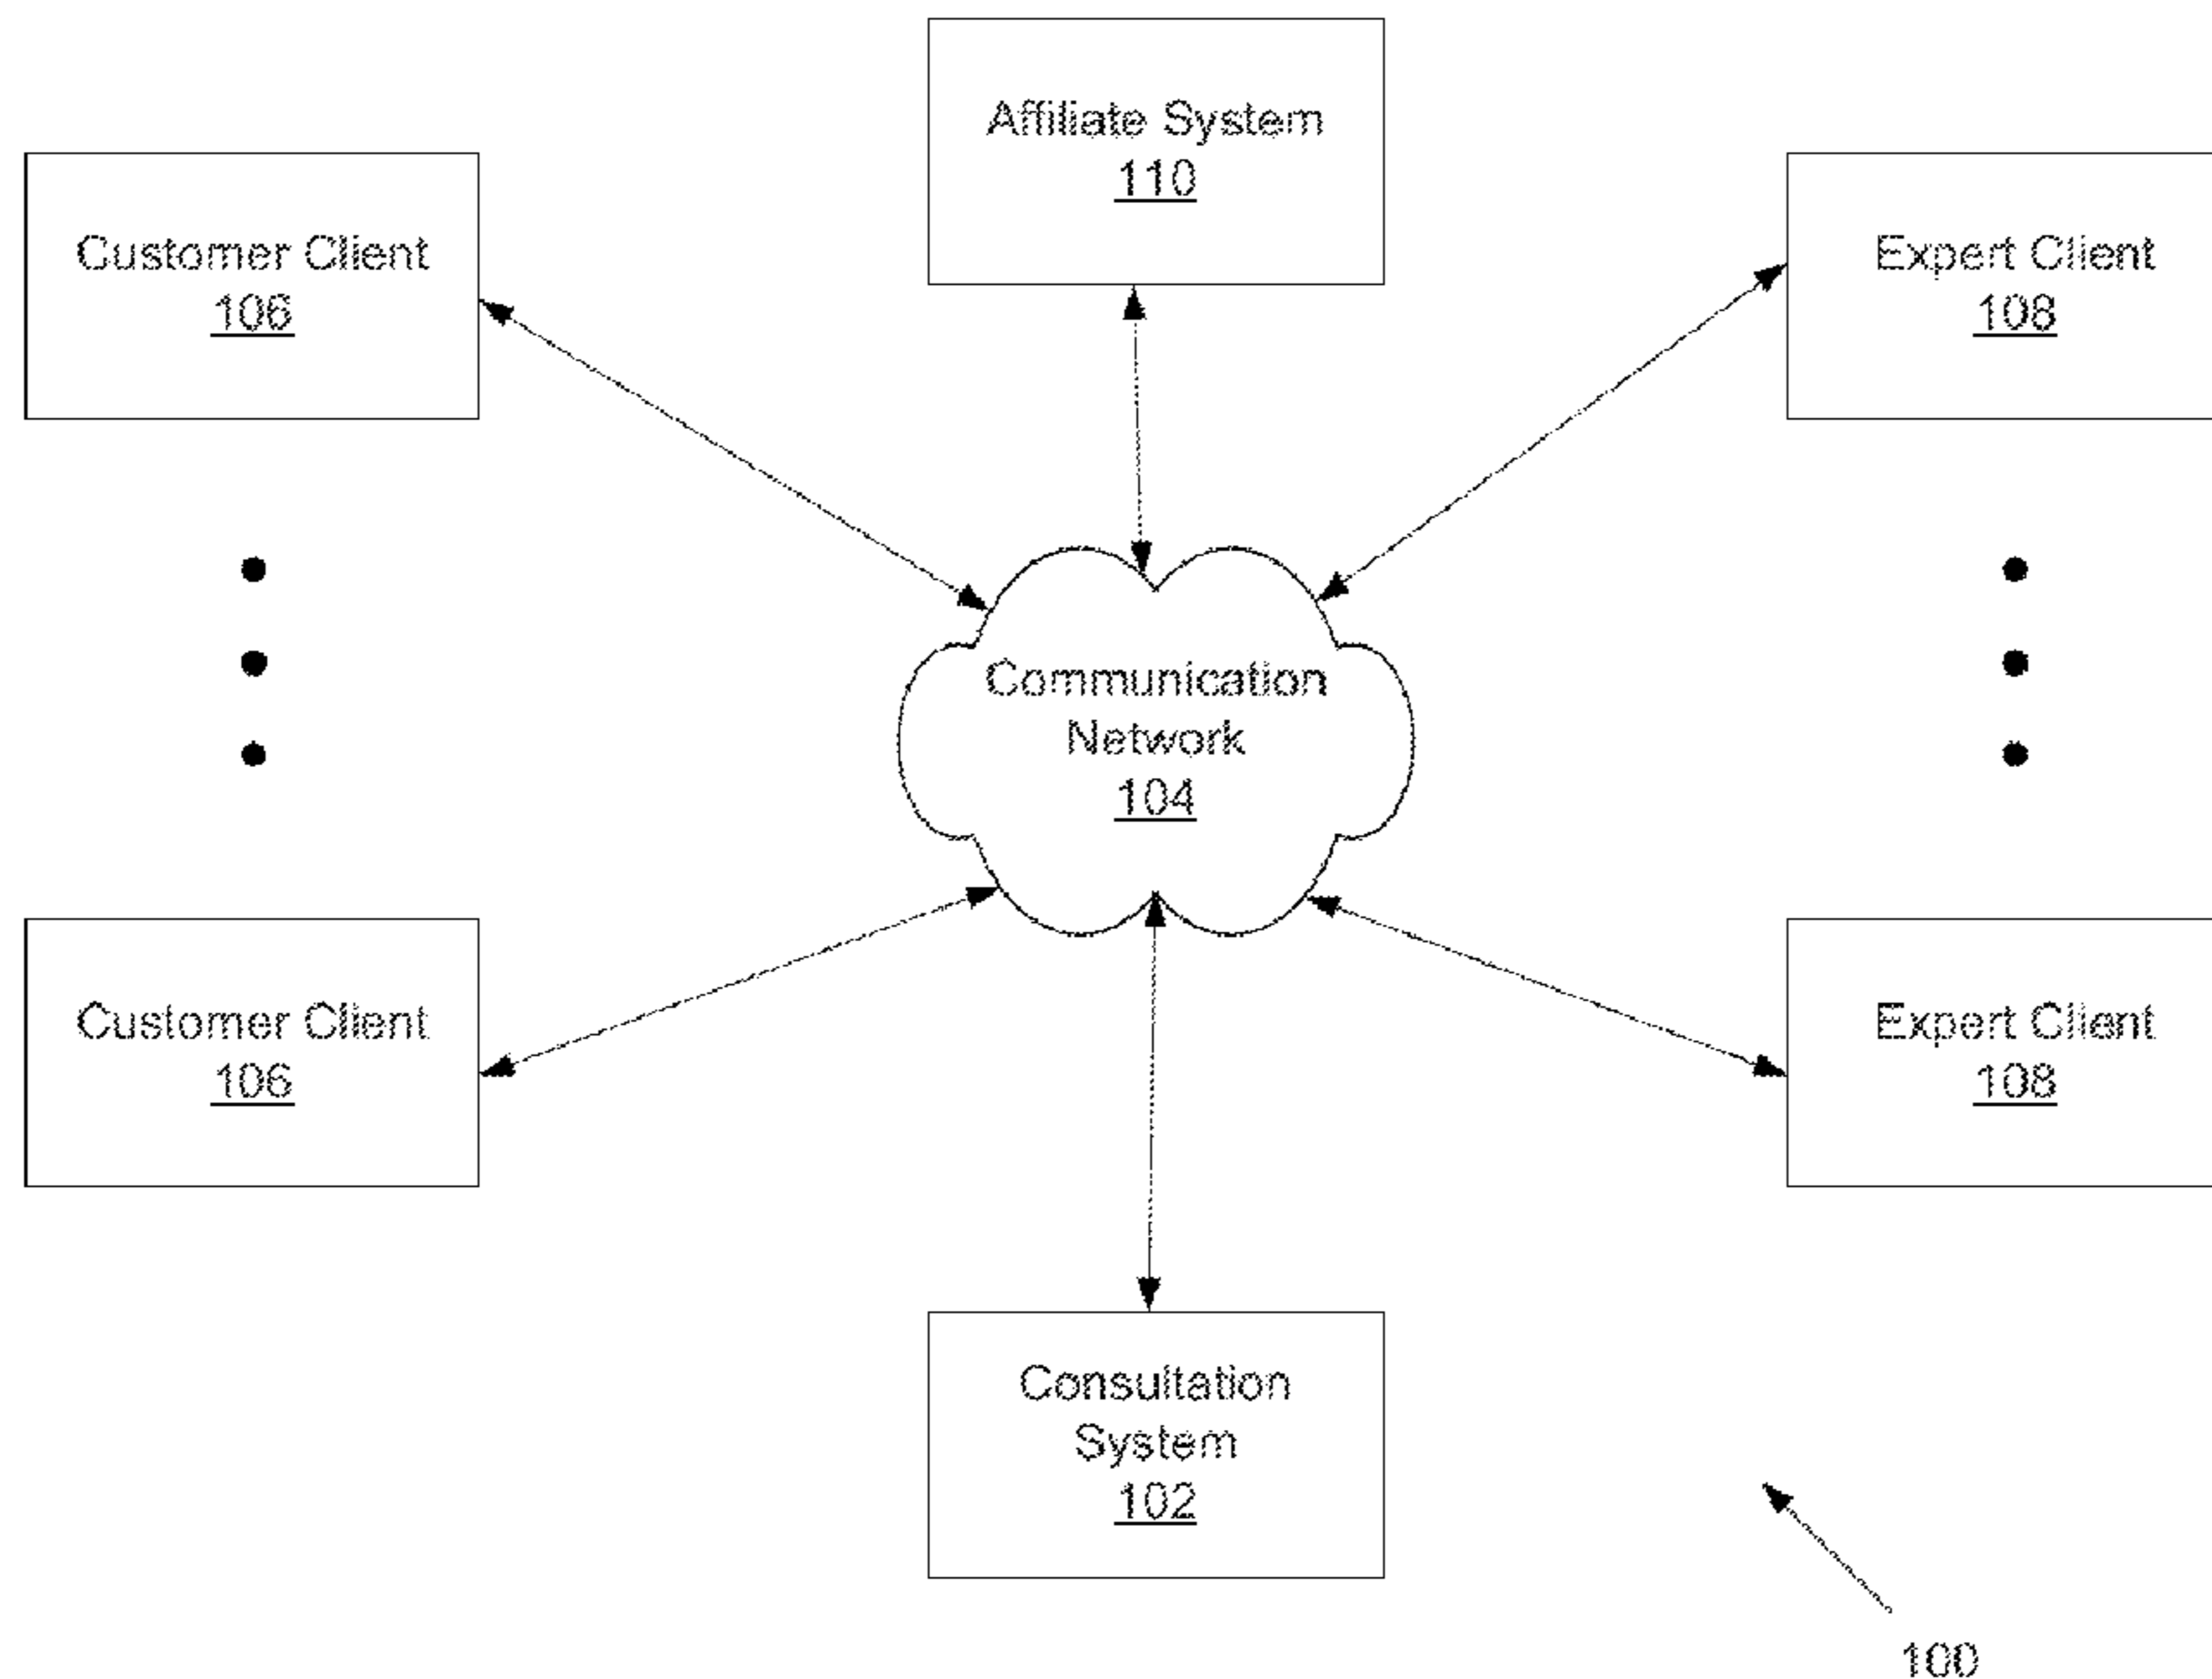 Affiliate System
110
Customer Client
106
Expert Client
108
Communication
Network
104
Customer Client
106
Expert Client
108
Consultation
System
102
100